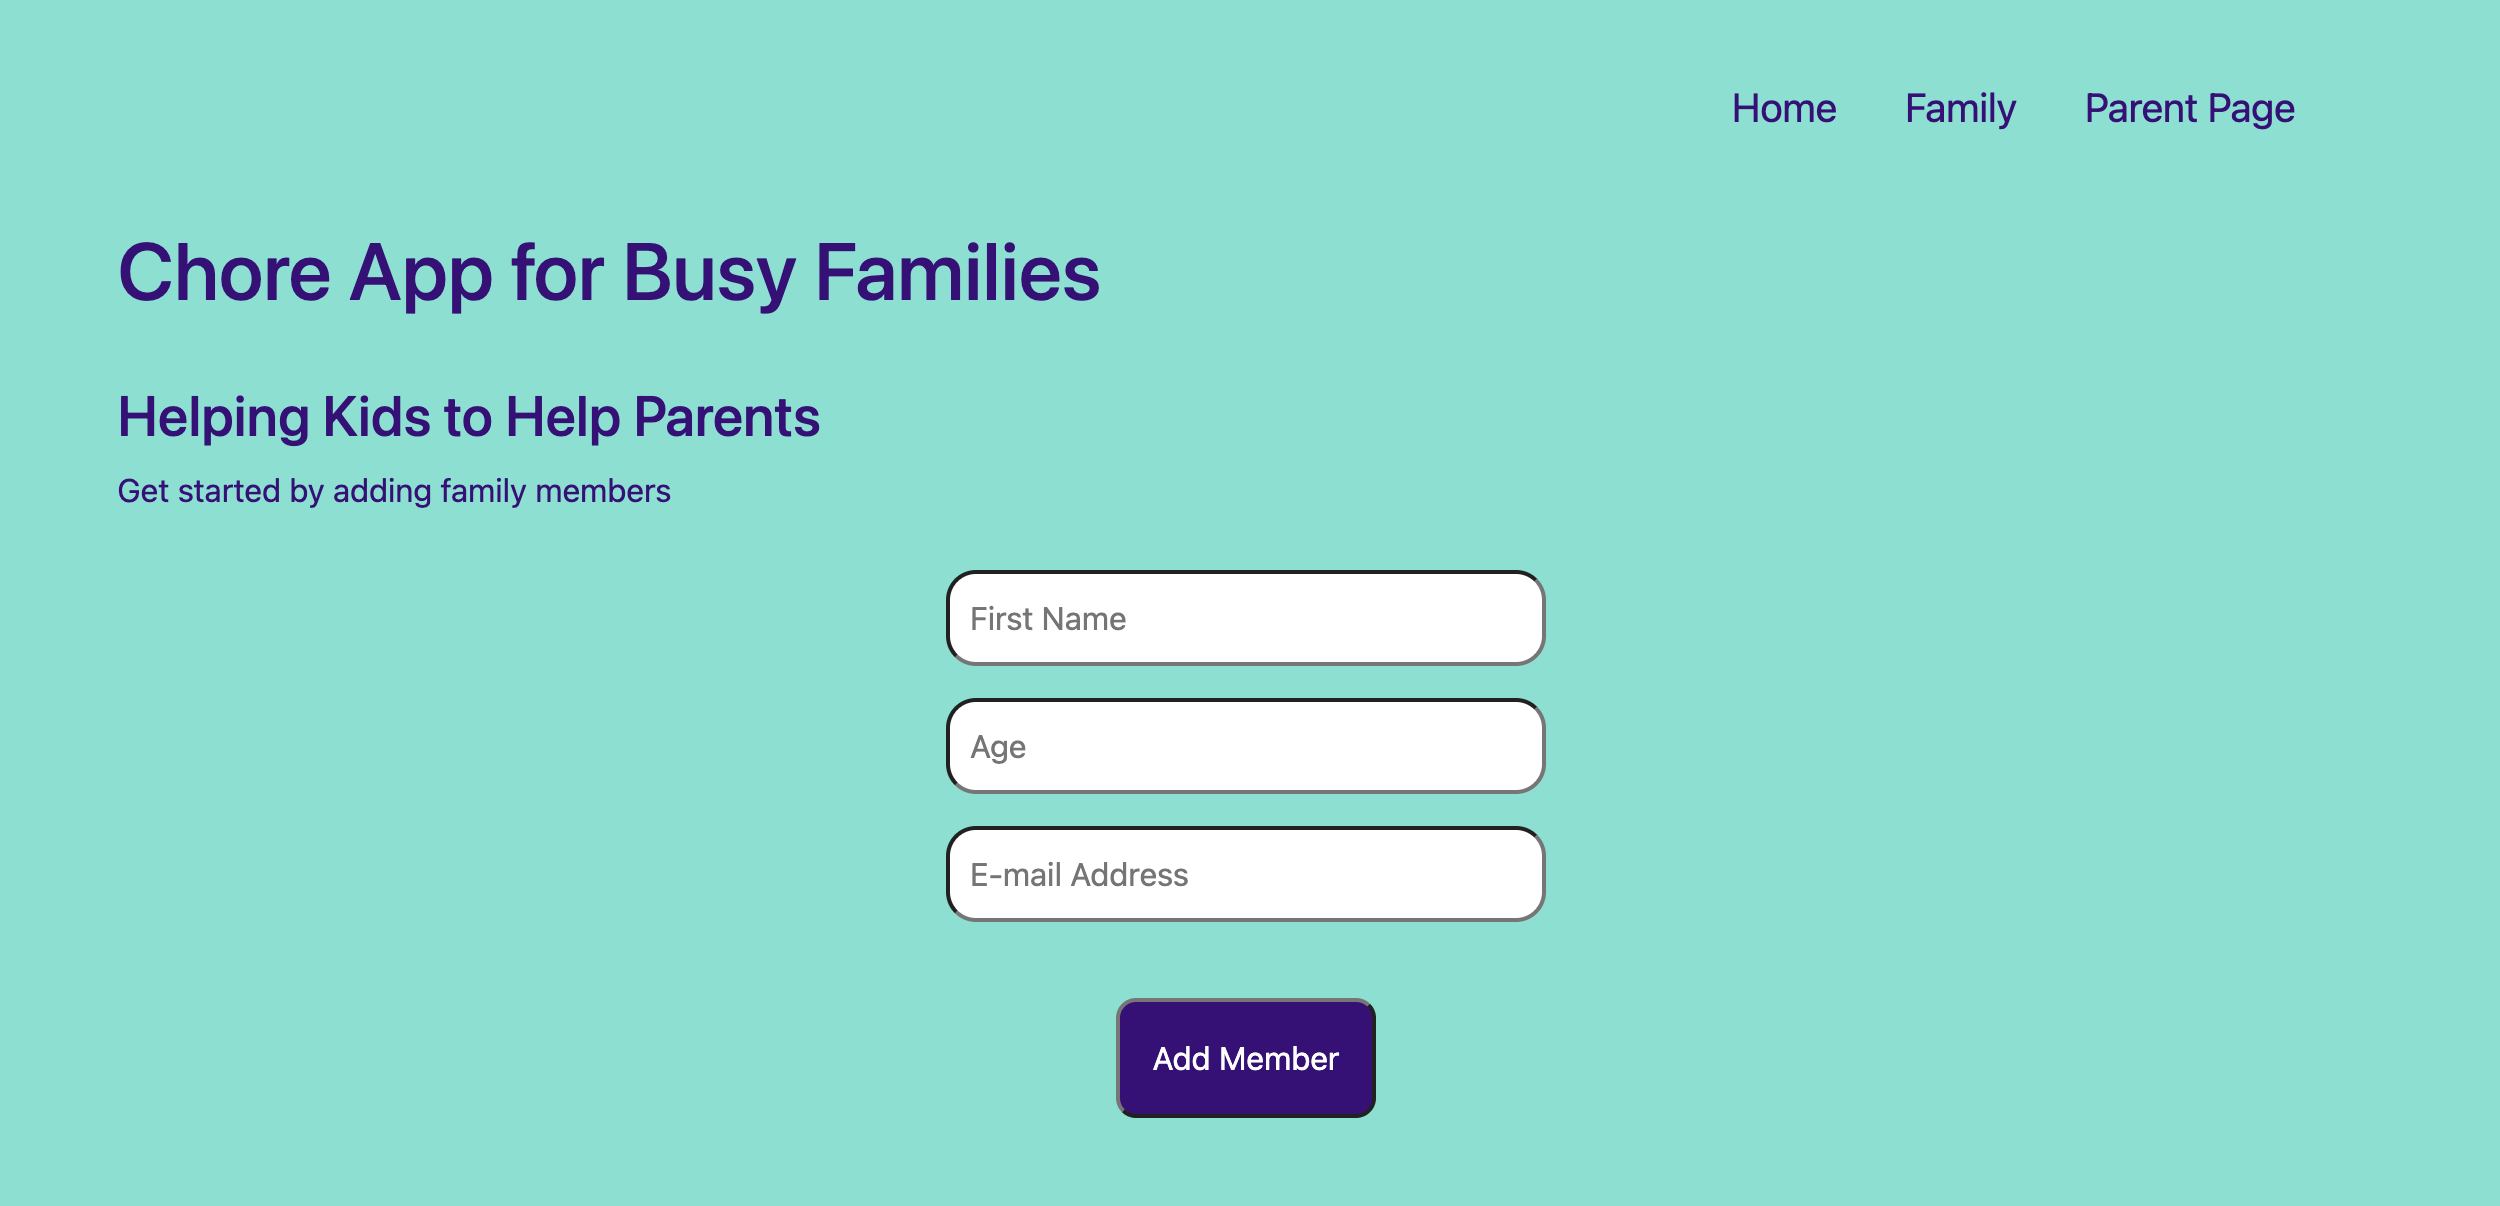 Home Family Parent Page
Chore App for Busy Families
Helping Kids to Help Parents
Get started by adding family members
First Name
Age
E-mail Address
Add Member